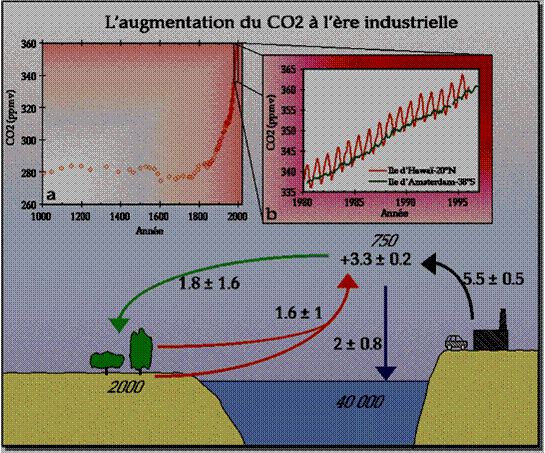 L'augmentation du CO2 à l'ère industrielle
360
340
320
300
280
260
CO2 (ppmv)
a
1000 1200 1400 1600 1800 2000
Année
365
360
355
350
345
340
335
CO2 (ppmv)
Ile d'Hawaï-20°N
Ile d'Amsterdam-38°S
1980 1985 1990 1995
Année
b
750
+3.3 ± 0.2
1.8 ± 1.6
5.5 ± 0.5
1.6 ± 1
2 ± 0.8
2000
40 000